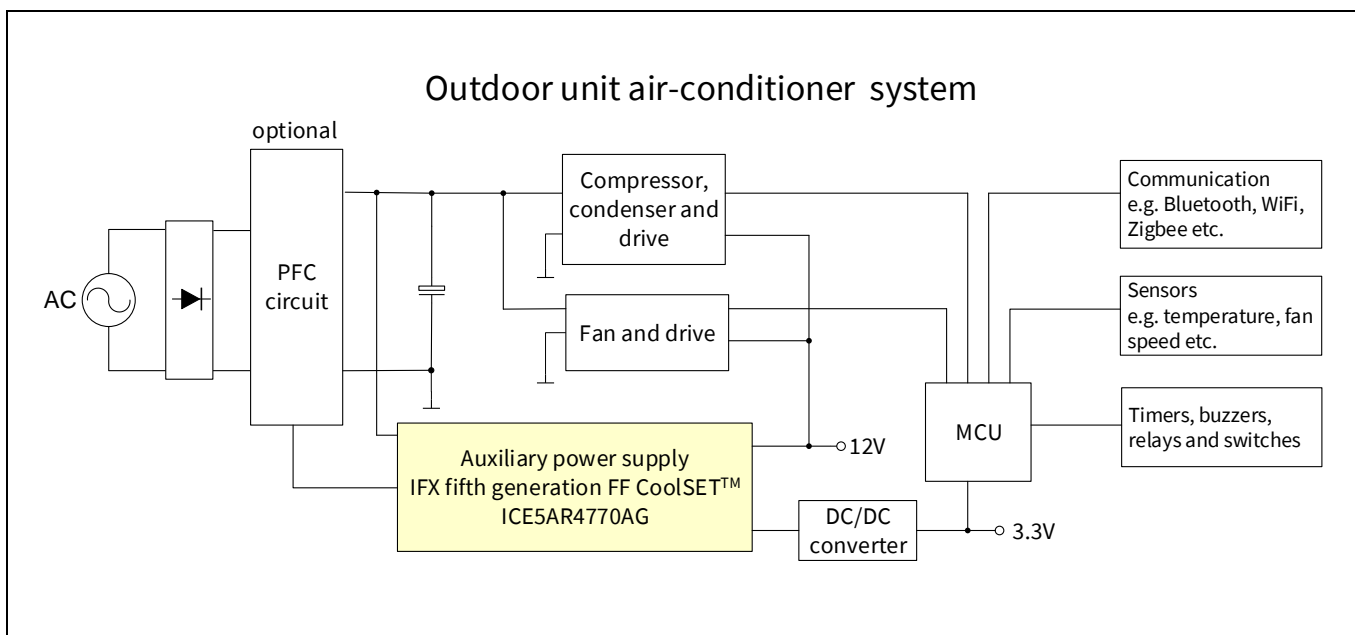 Outdoor unit air-conditioner system
optional
AC
PFC
circuit
Compressor,
condenser and
drive
Fan and drive
Auxiliary power supply
IFX fifth generation FF CoolSET™
ICE5AR4770AG
12V
DC/DC
converter
3.3V
MCU
Communication
e.g. Bluetooth, WiFi,
Zigbee etc.
Sensors
e.g. temperature, fan
speed etc.
Timers, buzzers,
relays and switches